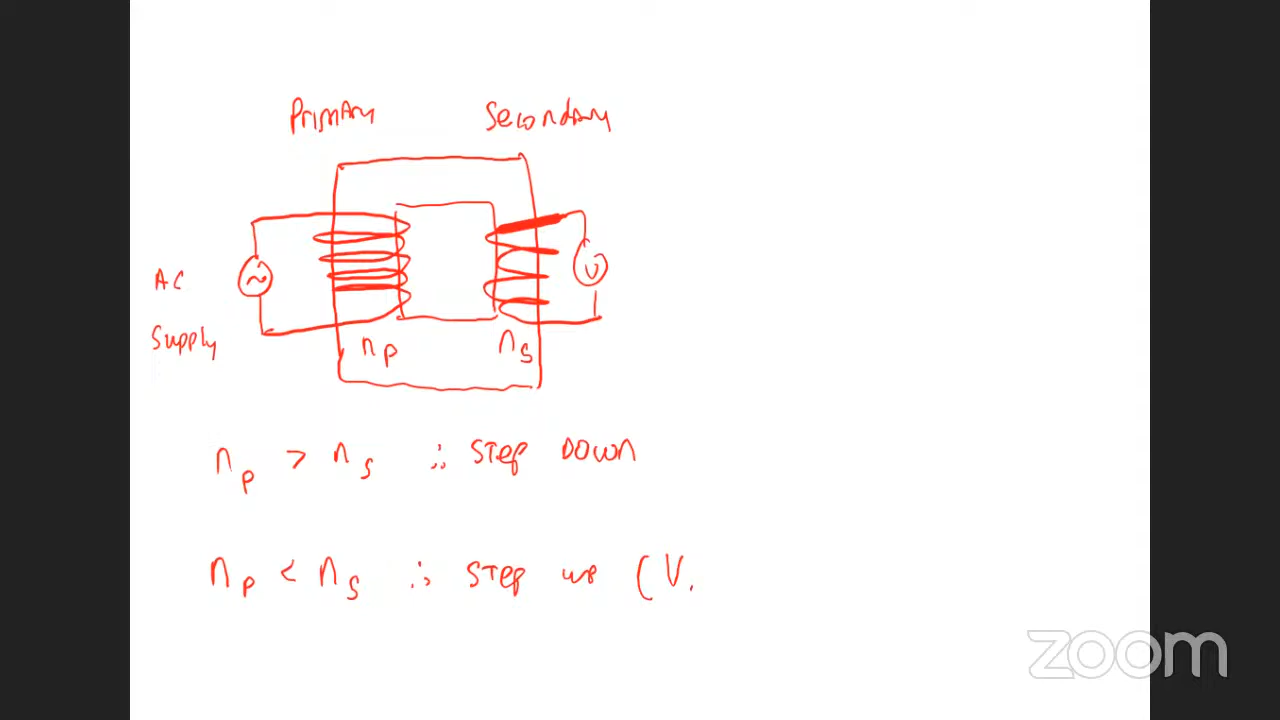 Primary Secondary
AC
Supply
~
V
np ns
np > ns ∴ STEP DOWN
np < ns ∴ STEP UP (V.
zoom